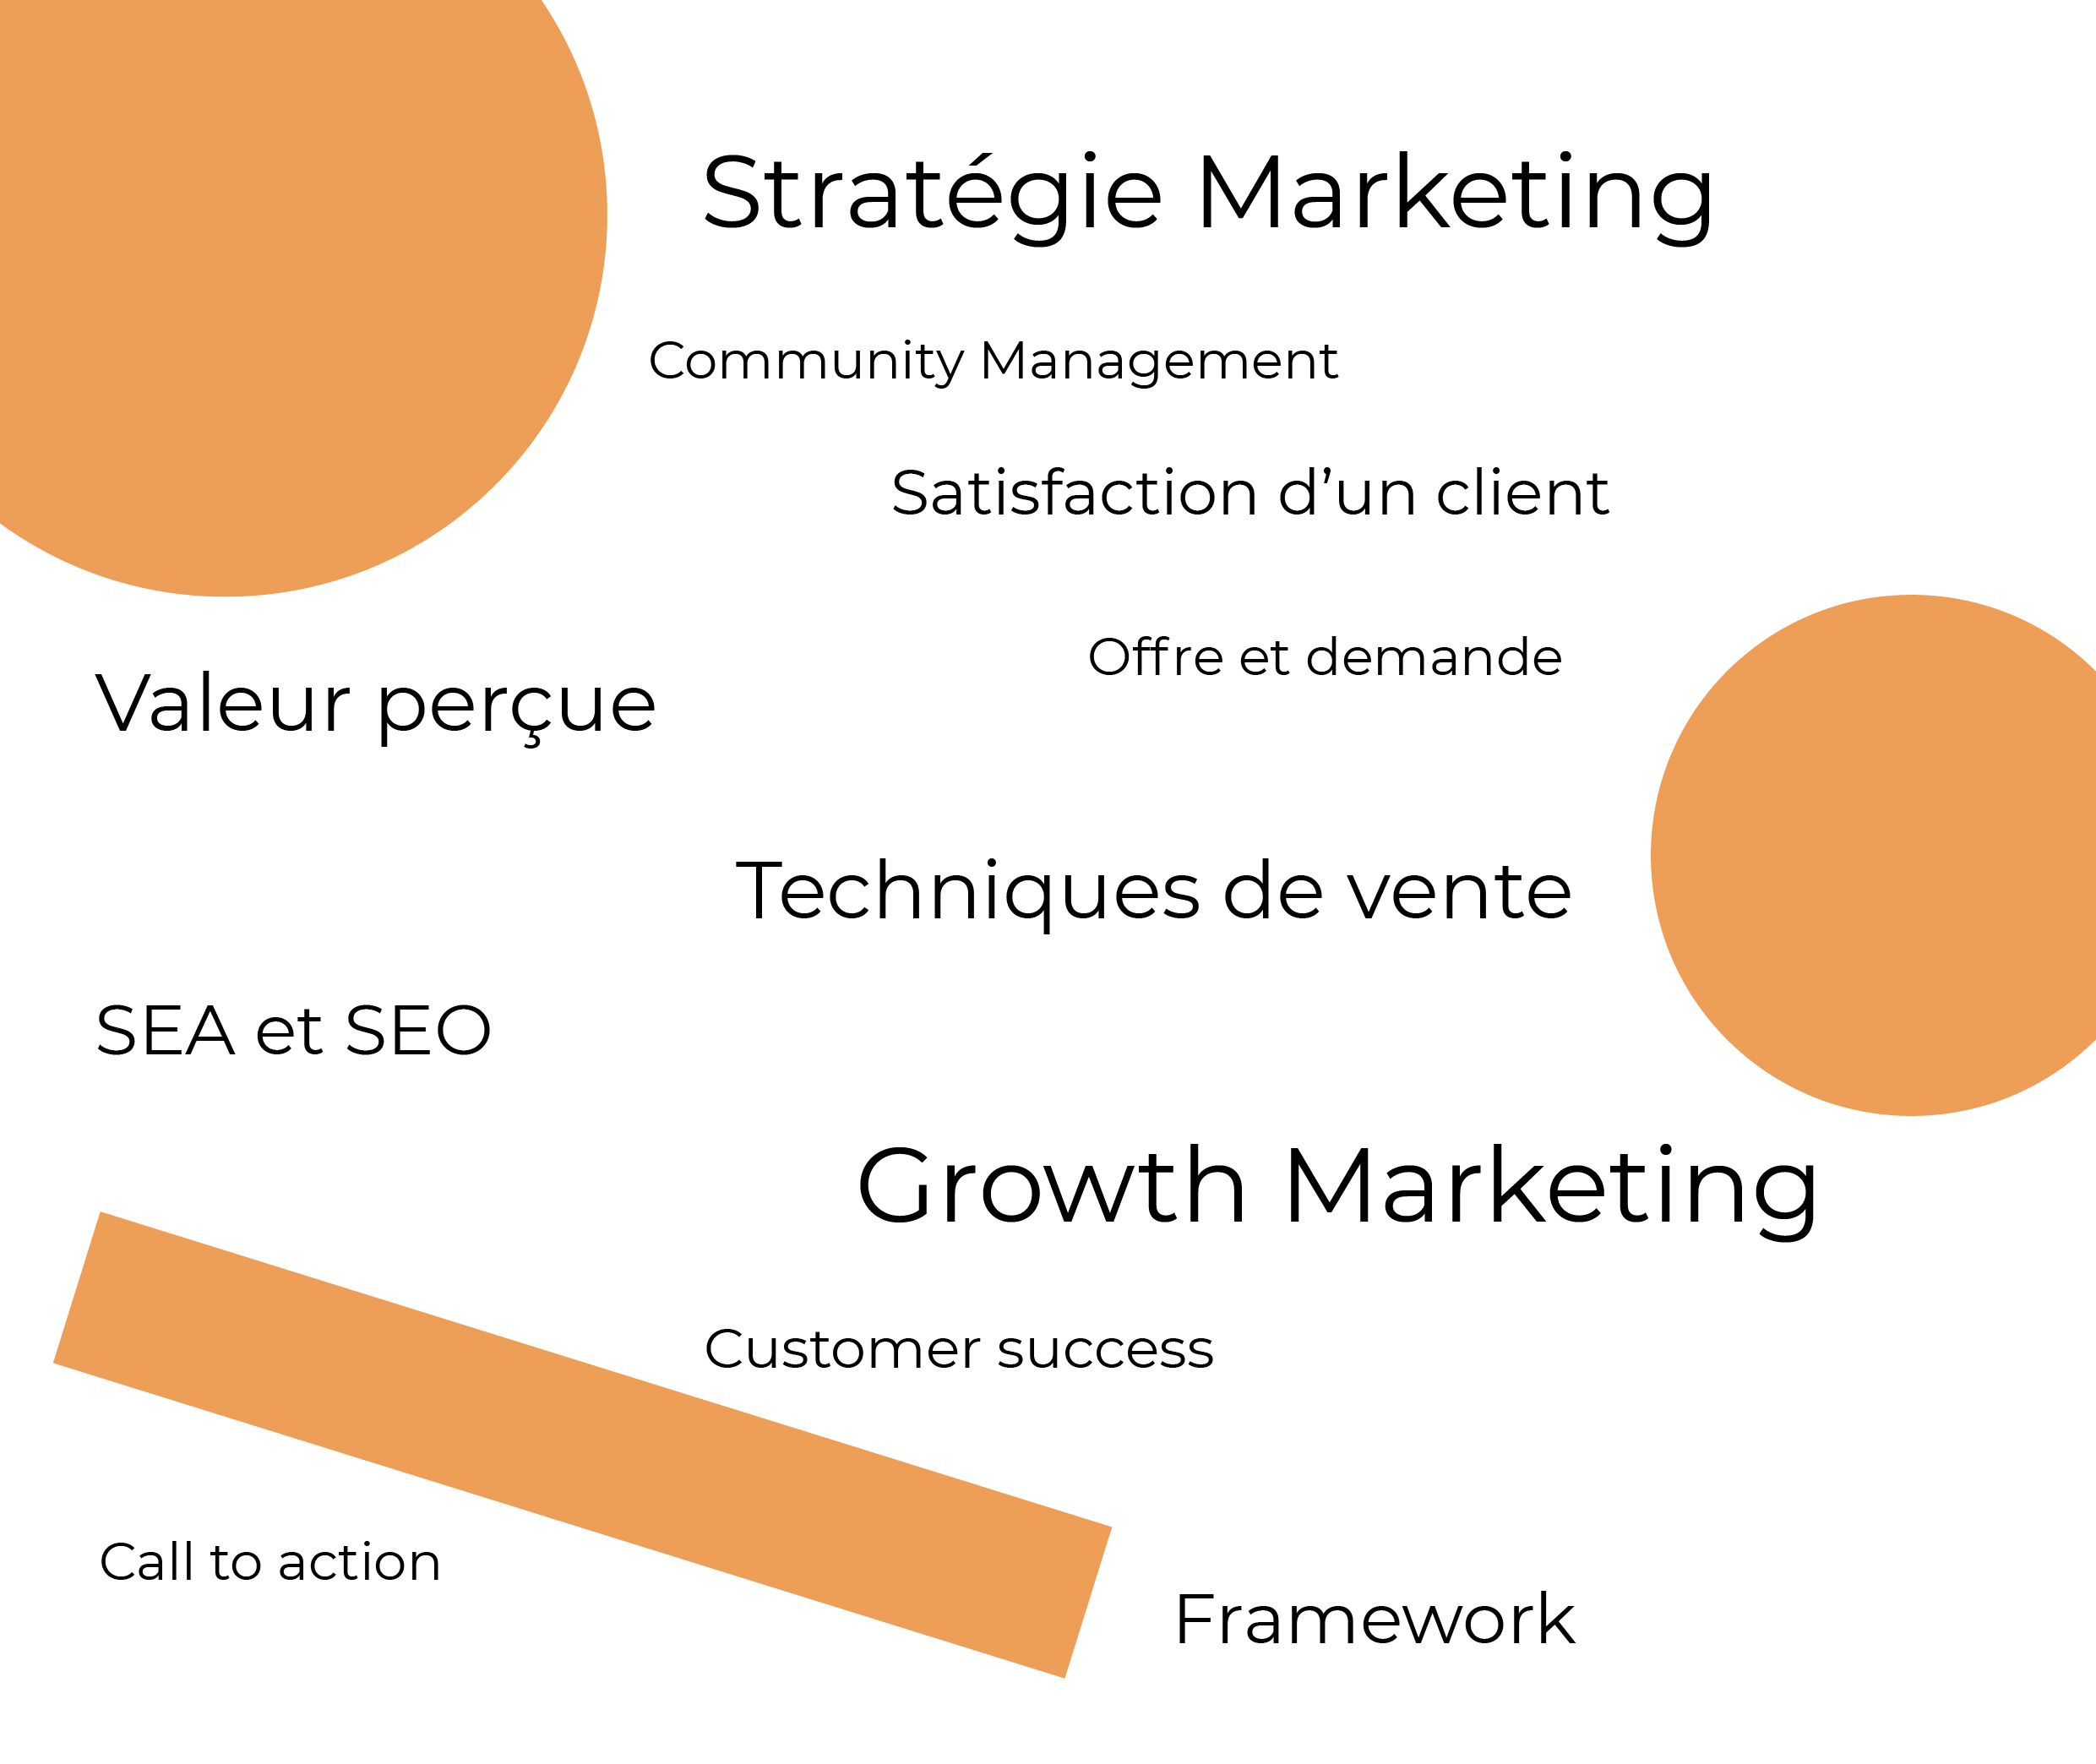 Stratégie Marketing
Community Management
Satisfaction d’un client
Offre et demande
Valeur perçue
Techniques de vente
SEA et SEO
Growth Marketing
Customer success
Call to action
Framework